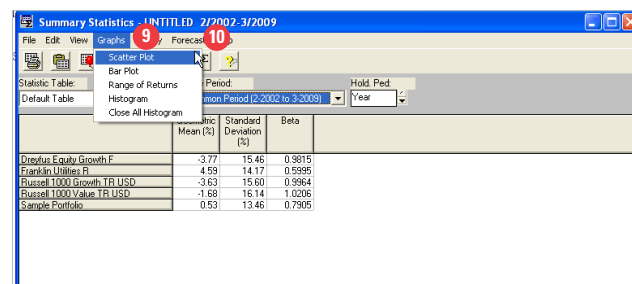 Summary Statistics - UNTITLED 2/2002-3/2009
File Edit View Graphs 9 Forecast 10
Scatter Plot
Bar Plot
Range of Returns
Histogram
Close All Histogram
Statistic Table: Period: Hold. Ped:
Default Table Common Period (2-2002 to 3-2009) Year
Geometric Mean (%) Standard Deviation (%) Beta
Dreyfus Equity Growth F -3.77 15.46 0.9815
Franklin Utilities R 4.59 14.17 0.5995
Russell 1000 Growth TR USD -3.63 15.60 0.9964
Russell 1000 Value TR USD -1.68 16.14 1.0206
Sample Portfolio 0.53 13.46 0.7905